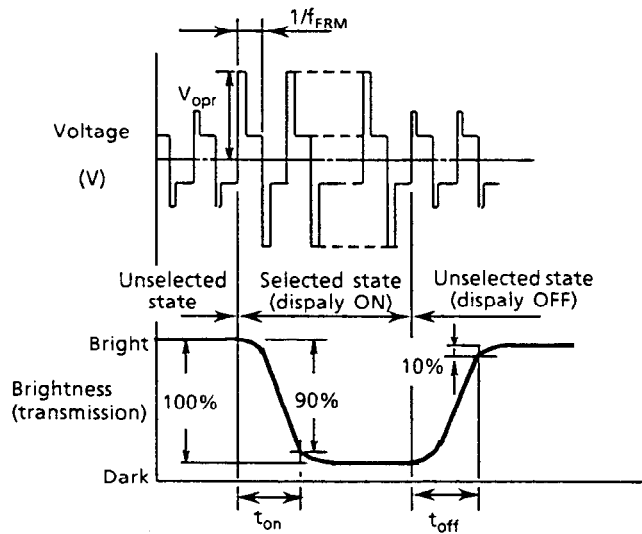 1/fFRM
Vopr
Voltage
(V)
Unselected
state
Selected state
(dispaly ON)
Unselected state
(dispaly OFF)
Bright
Brightness
(transmission)
100%
90%
10%
Dark
ton
toff